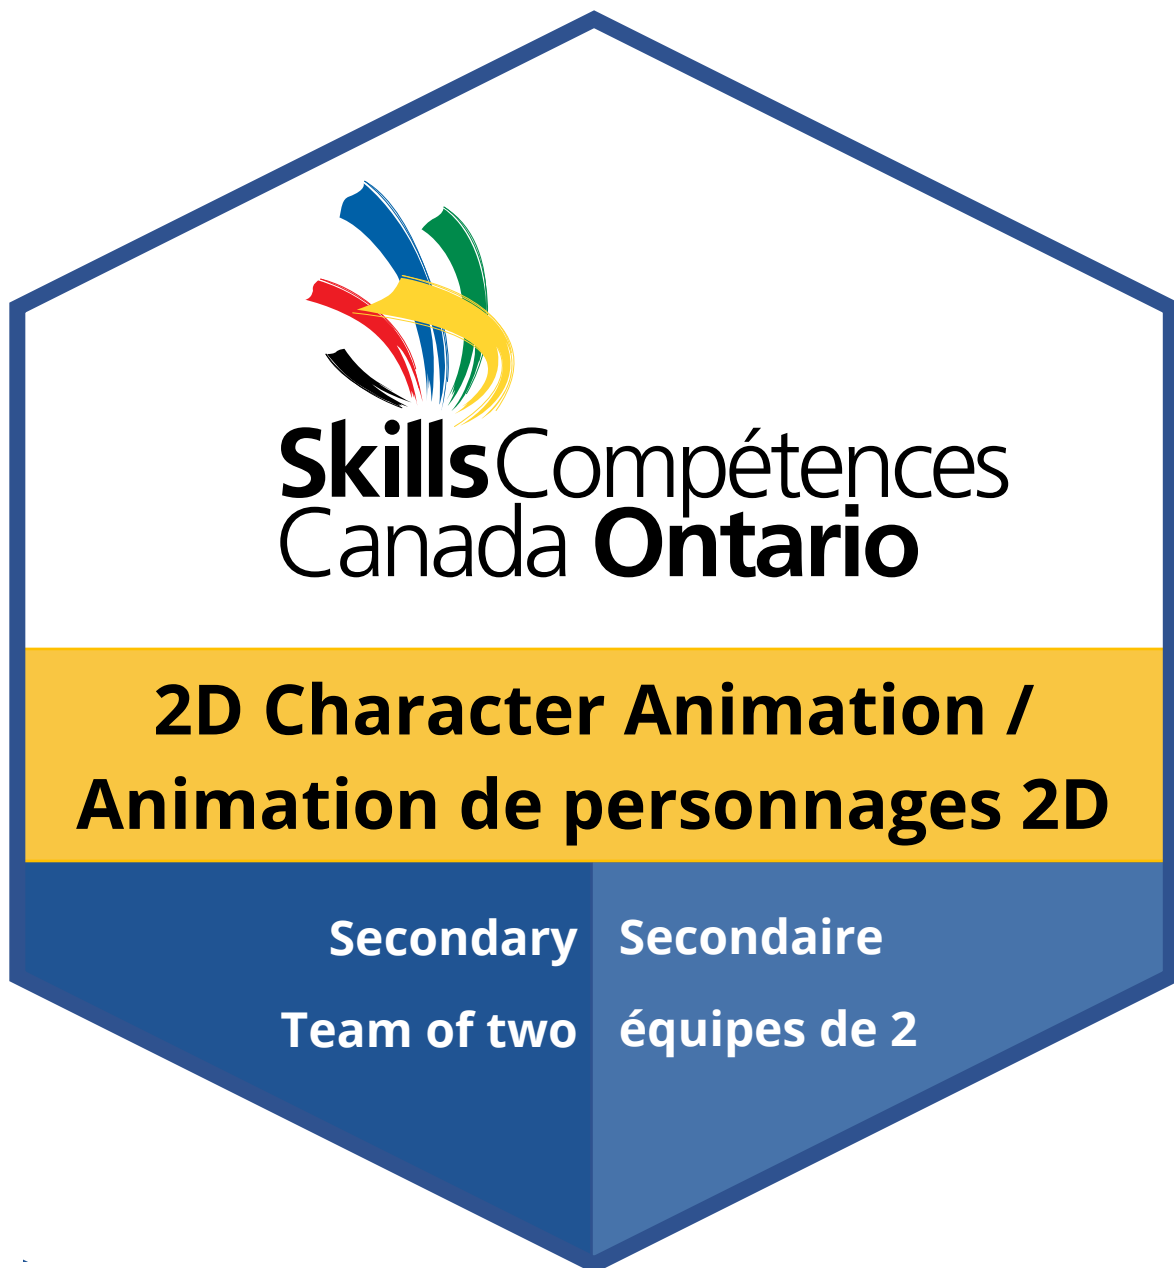 Skills Compétences
Canada Ontario
2D Character Animation /
Animation de personnages 2D
Secondary
Team of two
Secondaire
équipes de 2